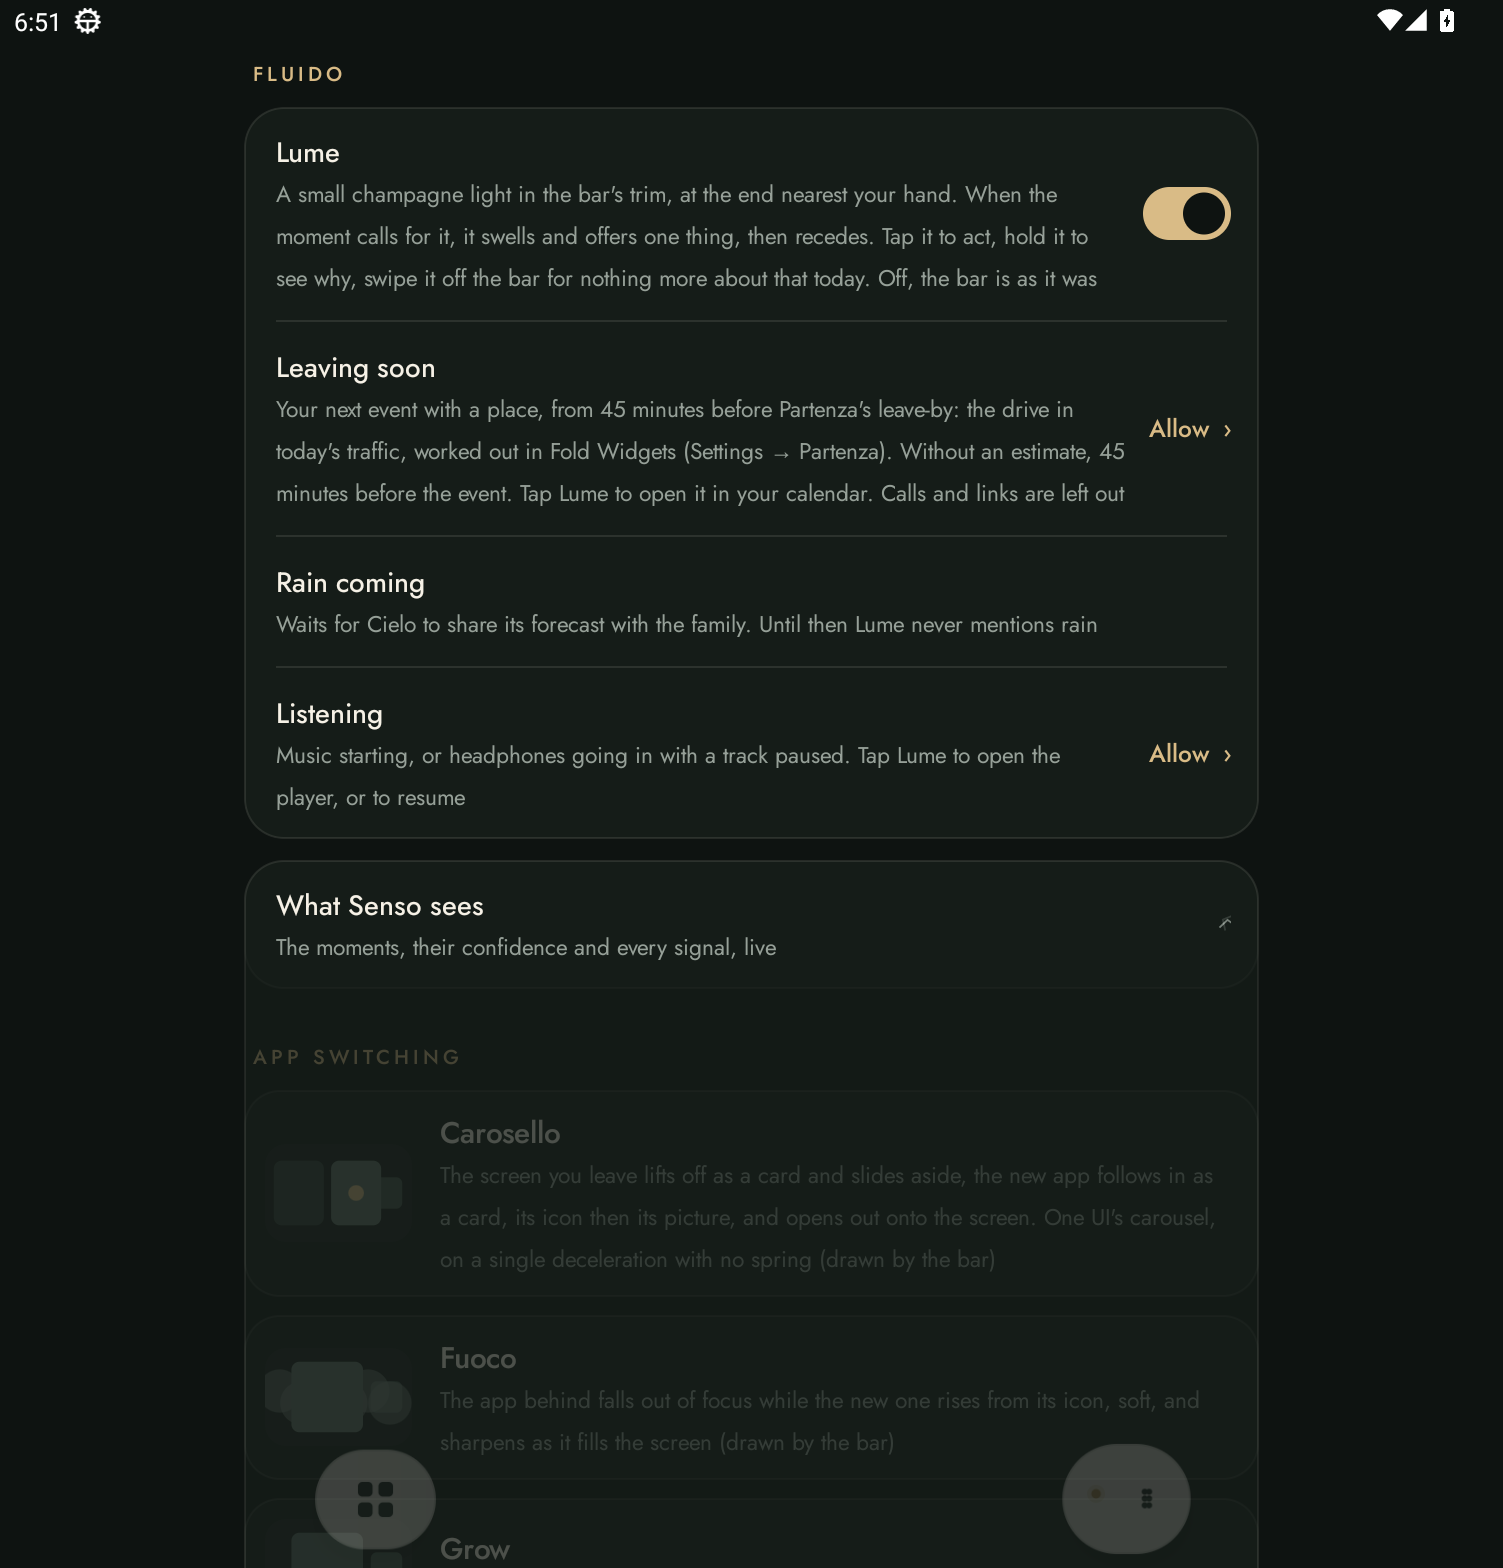 6:51
FLUIDO
Lume
A small champagne light in the bar's trim, at the end nearest your hand. When the
moment calls for it, it swells and offers one thing, then recedes. Tap it to act, hold it to
see why, swipe it off the bar for nothing more about that today. Off, the bar is as it was
Leaving soon
Your next event with a place, from 45 minutes before Partenza's leave-by: the drive in
today's traffic, worked out in Fold Widgets (Settings → Partenza). Without an estimate, 45
minutes before the event. Tap Lume to open it in your calendar. Calls and links are left out
Allow ›
Rain coming
Waits for Cielo to share its forecast with the family. Until then Lume never mentions rain
Listening
Music starting, or headphones going in with a track paused. Tap Lume to open the
player, or to resume
Allow ›
What Senso sees
The moments, their confidence and every signal, live
APP SWITCHING
Carosello
The screen you leave lifts off as a card and slides aside, the new app follows in as
a card, its icon then its picture, and opens out onto the screen. One UI's carousel,
on a single deceleration with no spring (drawn by the bar)
Fuoco
The app behind falls out of focus while the new one rises from its icon, soft, and
sharpens as it fills the screen (drawn by the bar)
Grow